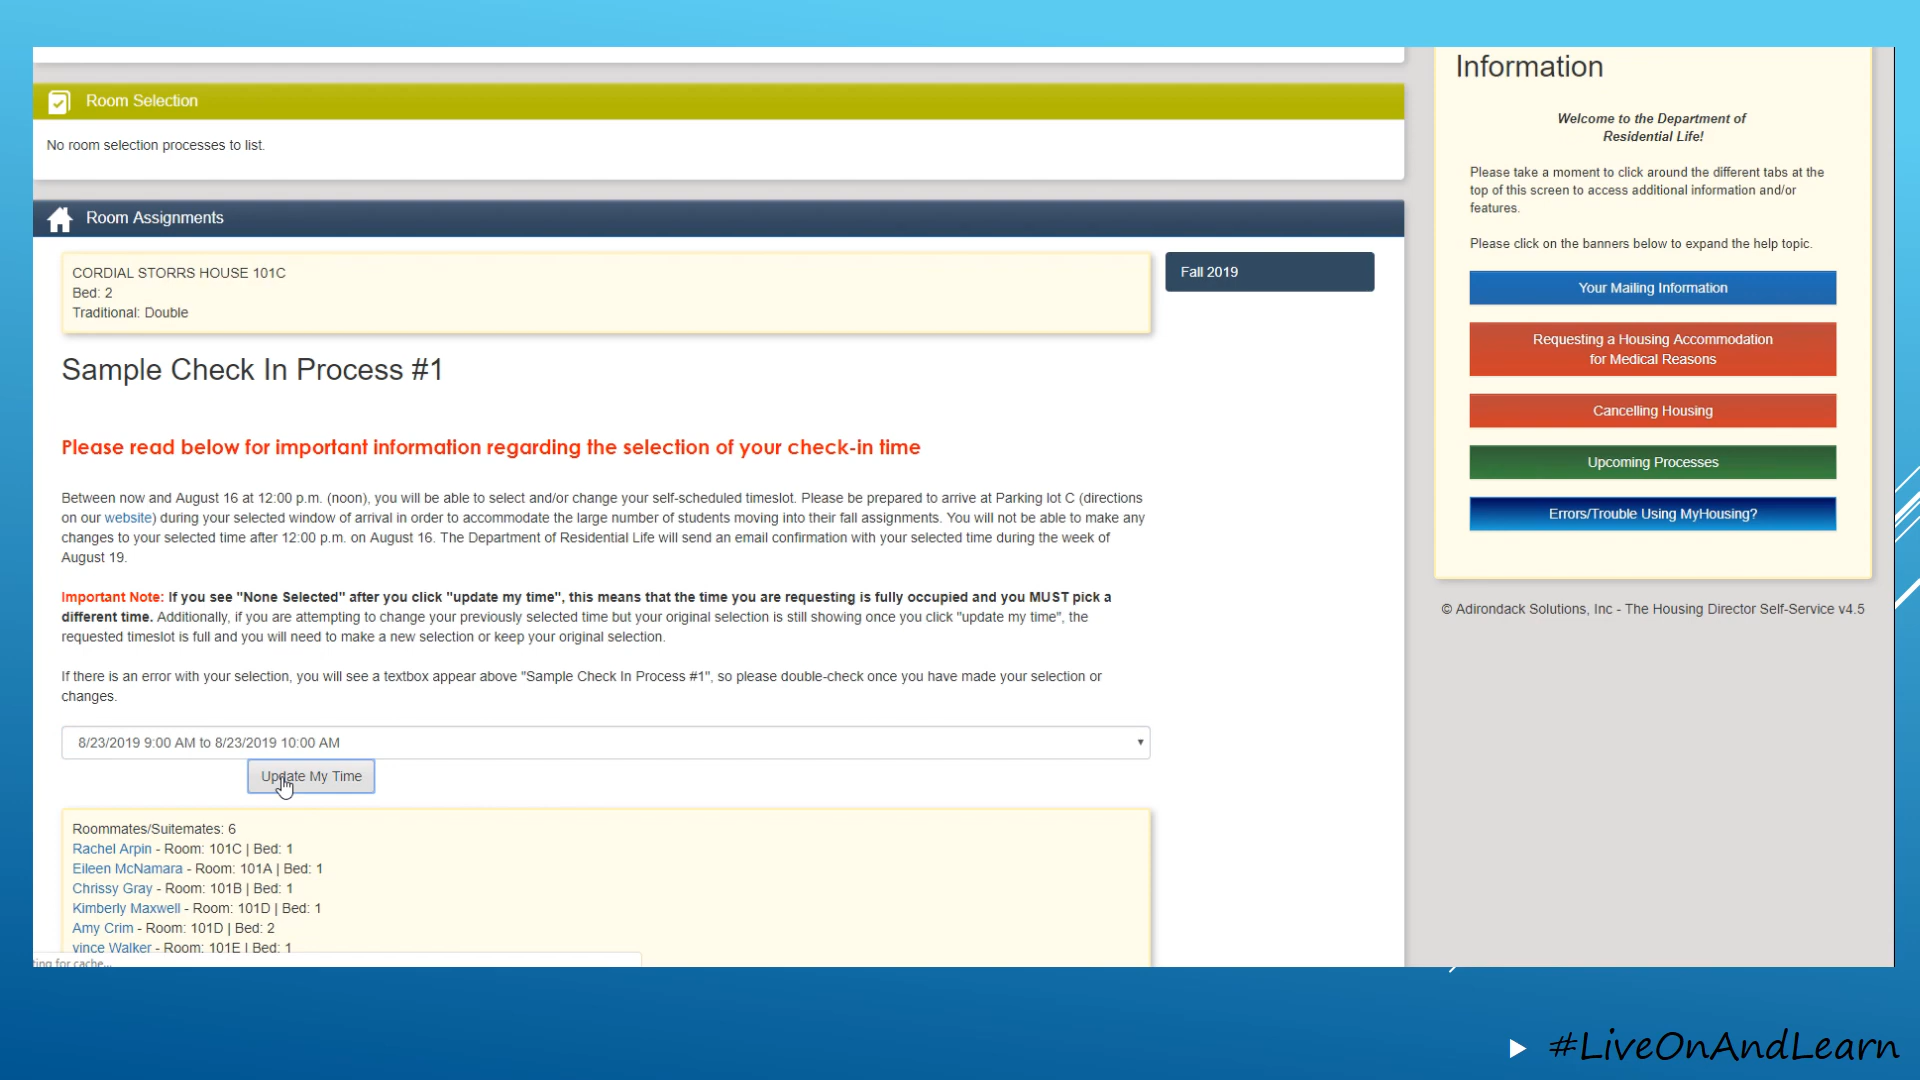 Room Selection
No room selection processes to list.
Room Assignments
CORDIAL STORRS HOUSE 101C
Bed: 2
Traditional: Double
Fall 2019
Sample Check In Process #1
Please read below for important information regarding the selection of your check-in time
Between now and August 16 at 12:00 p.m. (noon), you will be able to select and/or change your self-scheduled timeslot. Please be prepared to arrive at Parking lot C (directions
on our website) during your selected window of arrival in order to accommodate the large number of students moving into their fall assignments. You will not be able to make any
changes to your selected time after 12:00 p.m. on August 16. The Department of Residential Life will send an email confirmation with your selected time during the week of
August 19.
Important Note: If you see "None Selected" after you click "update my time", this means that the time you are requesting is fully occupied and you MUST pick a
different time. Additionally, if you are attempting to change your previously selected time but your original selection is still showing once you click "update my time", the
requested timeslot is full and you will need to make a new selection or keep your original selection.
If there is an error with your selection, you will see a textbox appear above "Sample Check In Process #1", so please double-check once you have made your selection or
changes.
8/23/2019 9:00 AM to 8/23/2019 10:00 AM
Update My Time
Roommates/Suitemates: 6
Rachel Arpin - Room: 101C | Bed: 1
Eileen McNamara - Room: 101A | Bed: 1
Chrissy Gray - Room: 101B | Bed: 1
Kimberly Maxwell - Room: 101D | Bed: 1
Amy Crim - Room: 101D | Bed: 2
vince Walker - Room: 101E | Bed: 1
ting for cache...
Information
Welcome to the Department of
Residential Life!
Please take a moment to click around the different tabs at the
top of this screen to access additional information and/or
features.
Please click on the banners below to expand the help topic.
Your Mailing Information
Requesting a Housing Accommodation
for Medical Reasons
Cancelling Housing
Upcoming Processes
Errors/Trouble Using MyHousing?
© Adirondack Solutions, Inc - The Housing Director Self-Service v4.5
#LiveOnAndLearn